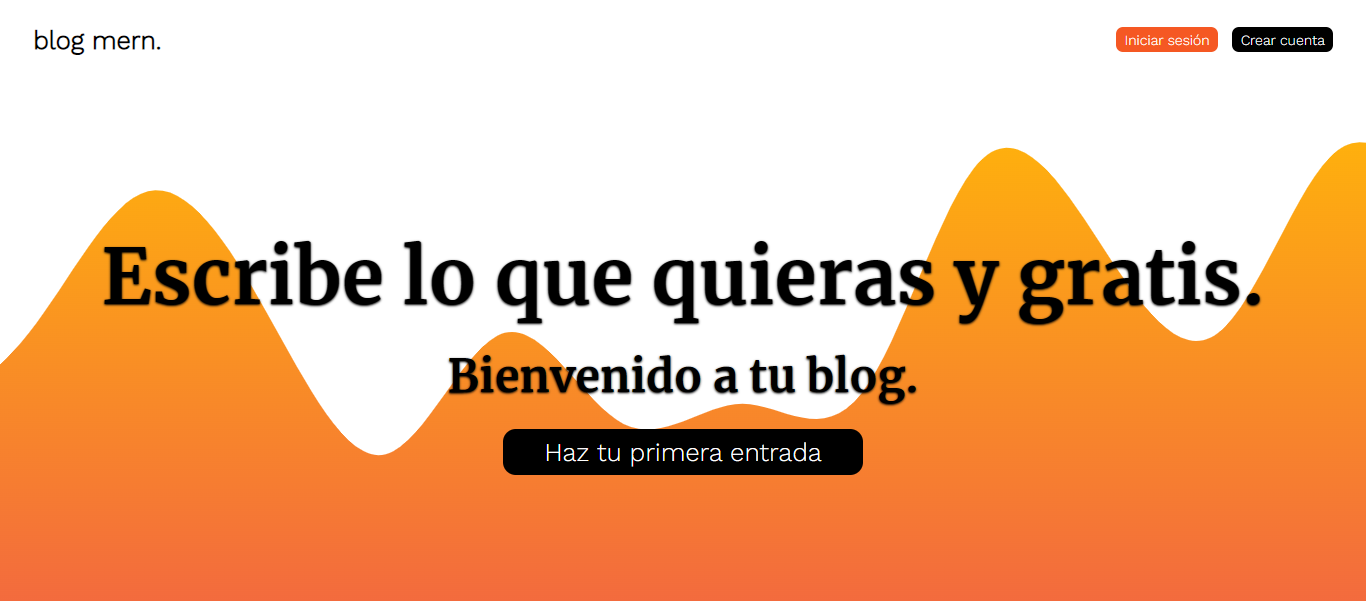 blog mern.
Iniciar sesión
Crear cuenta
Escribe lo que quieras y gratis.
Bienvenido a tu blog.
Haz tu primera entrada